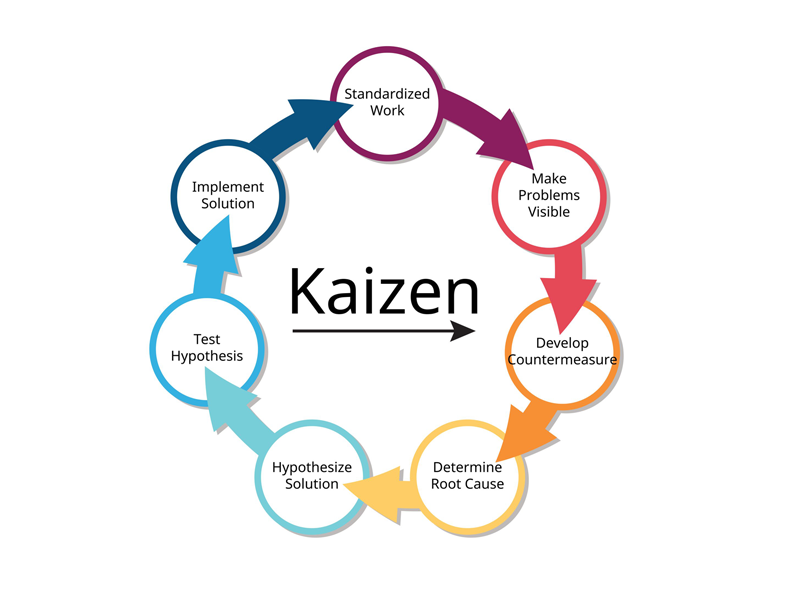 Standardized
Work
Make
Problems
Visible
Develop
Countermeasure
Determine
Root Cause
Hypothesize
Solution
Test
Hypothesis
Implement
Solution
Kaizen